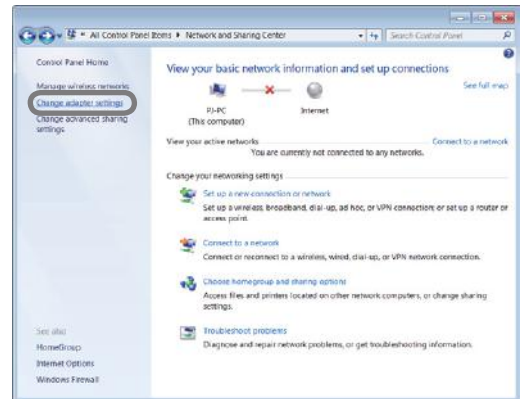 « All Control Panel Items ▸ Network and Sharing Center
Search Control Panel
Control Panel Home
Manage wireless networks
Change adapter settings
Change advanced sharing
settings
View your basic network information and set up connections
See full map
PJ-PC
(This computer)
Internet
View your active networks
Connect to a network
You are currently not connected to any networks.
Change your networking settings
Set up a new connection or network
Set up a wireless, broadband, dial-up, ad hoc, or VPN connection; or set up a router or
access point.
Connect to a network
Connect or reconnect to a wireless, wired, dial-up, or VPN network connection.
Choose homegroup and sharing options
Access files and printers located on other network computers, or change sharing
settings.
Troubleshoot problems
Diagnose and repair network problems, or get troubleshooting information.
See also
HomeGroup
Internet Options
Windows Firewall